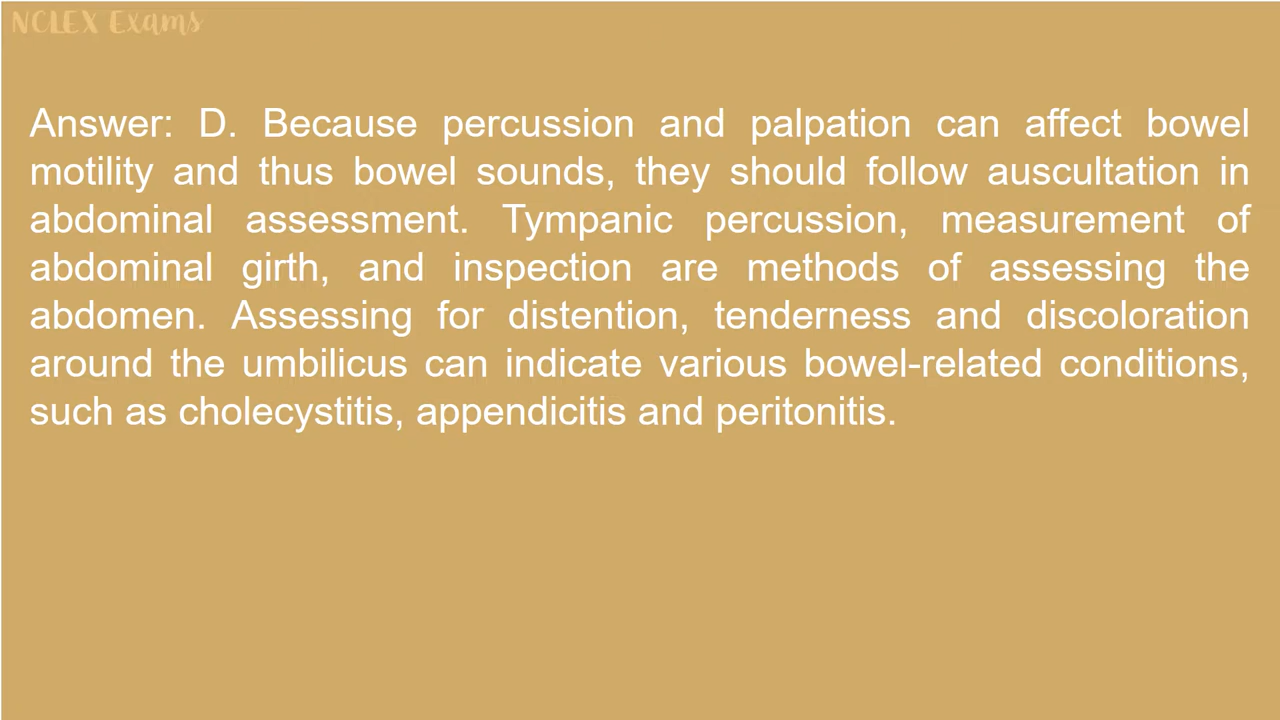 NCLEX Exams
Answer: D. Because percussion and palpation can affect bowel
motility and thus bowel sounds, they should follow auscultation in
abdominal assessment. Tympanic percussion, measurement of
abdominal girth, and inspection are methods of assessing the
abdomen. Assessing for distention, tenderness and discoloration
around the umbilicus can indicate various bowel-related conditions,
such as cholecystitis, appendicitis and peritonitis.